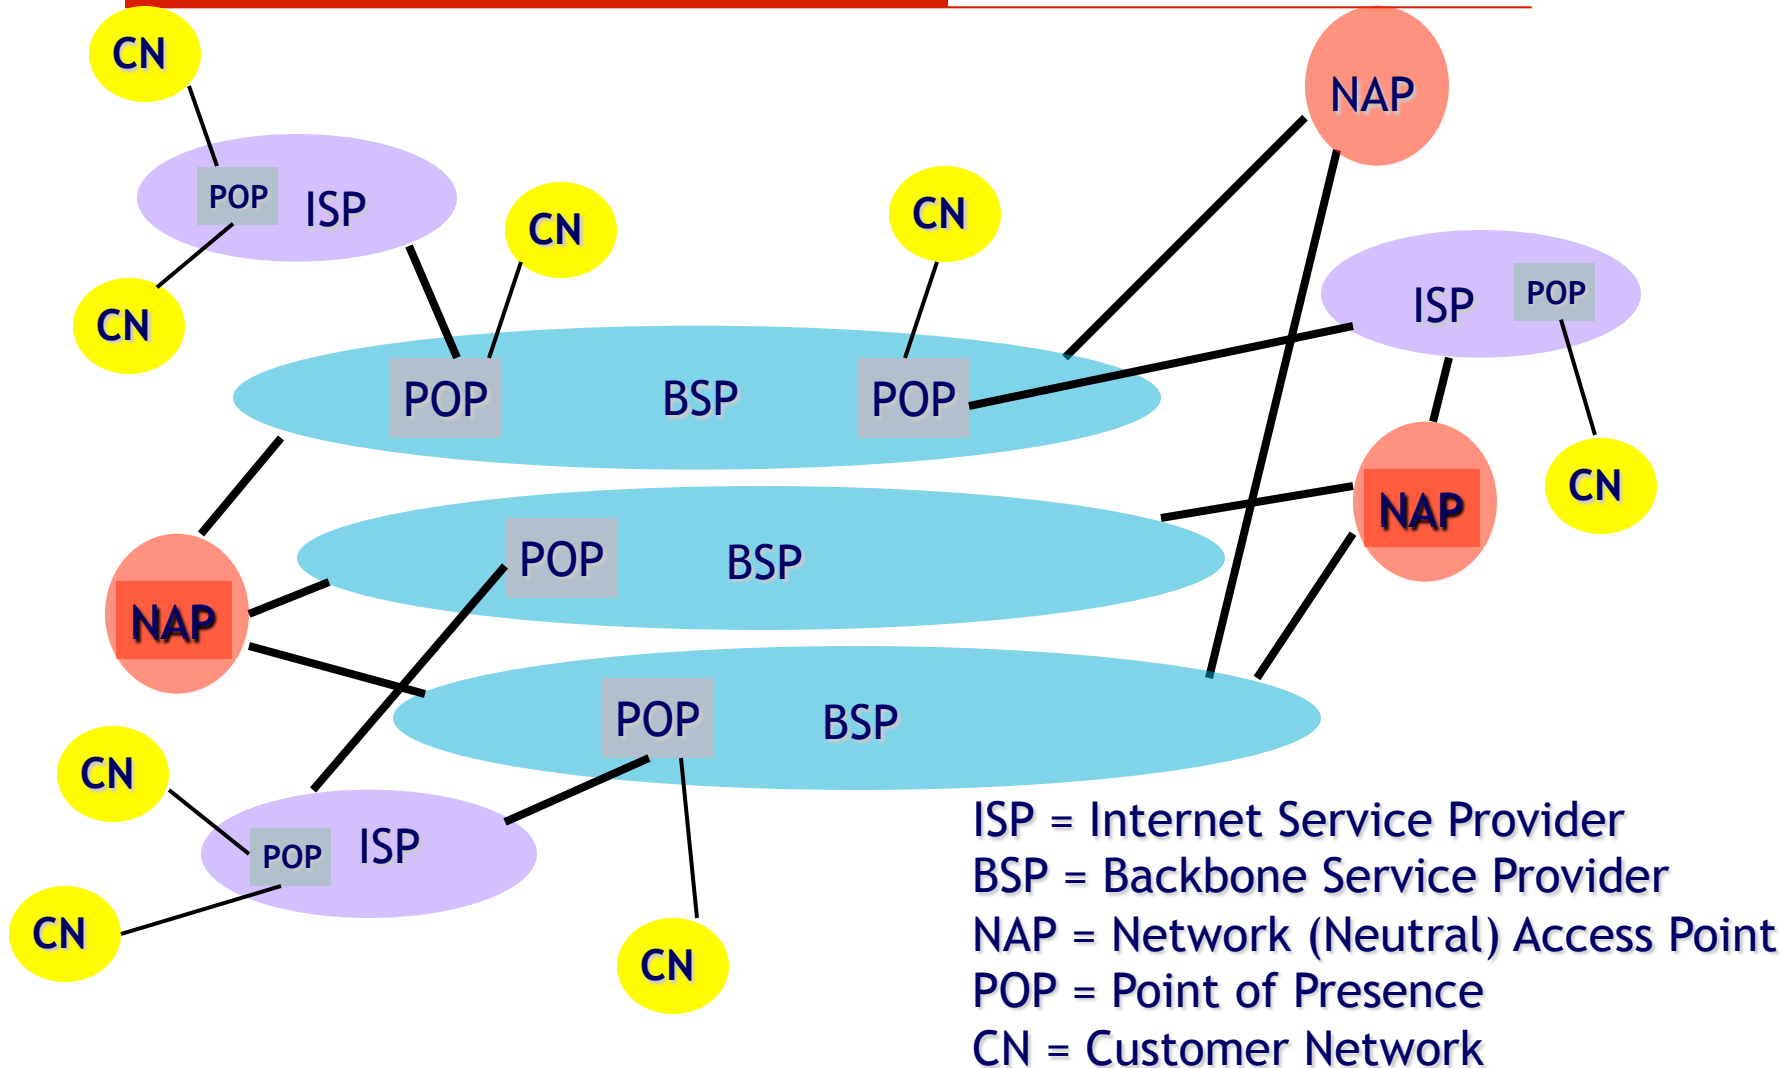 CN
NAP
POP ISP
CN
CN
ISP POP
CN
POP BSP POP
CN
NAP
POP BSP
NAP
POP BSP
CN
POP ISP
CN
CN
ISP = Internet Service Provider
BSP = Backbone Service Provider
NAP = Network (Neutral) Access Point
POP = Point of Presence
CN = Customer Network